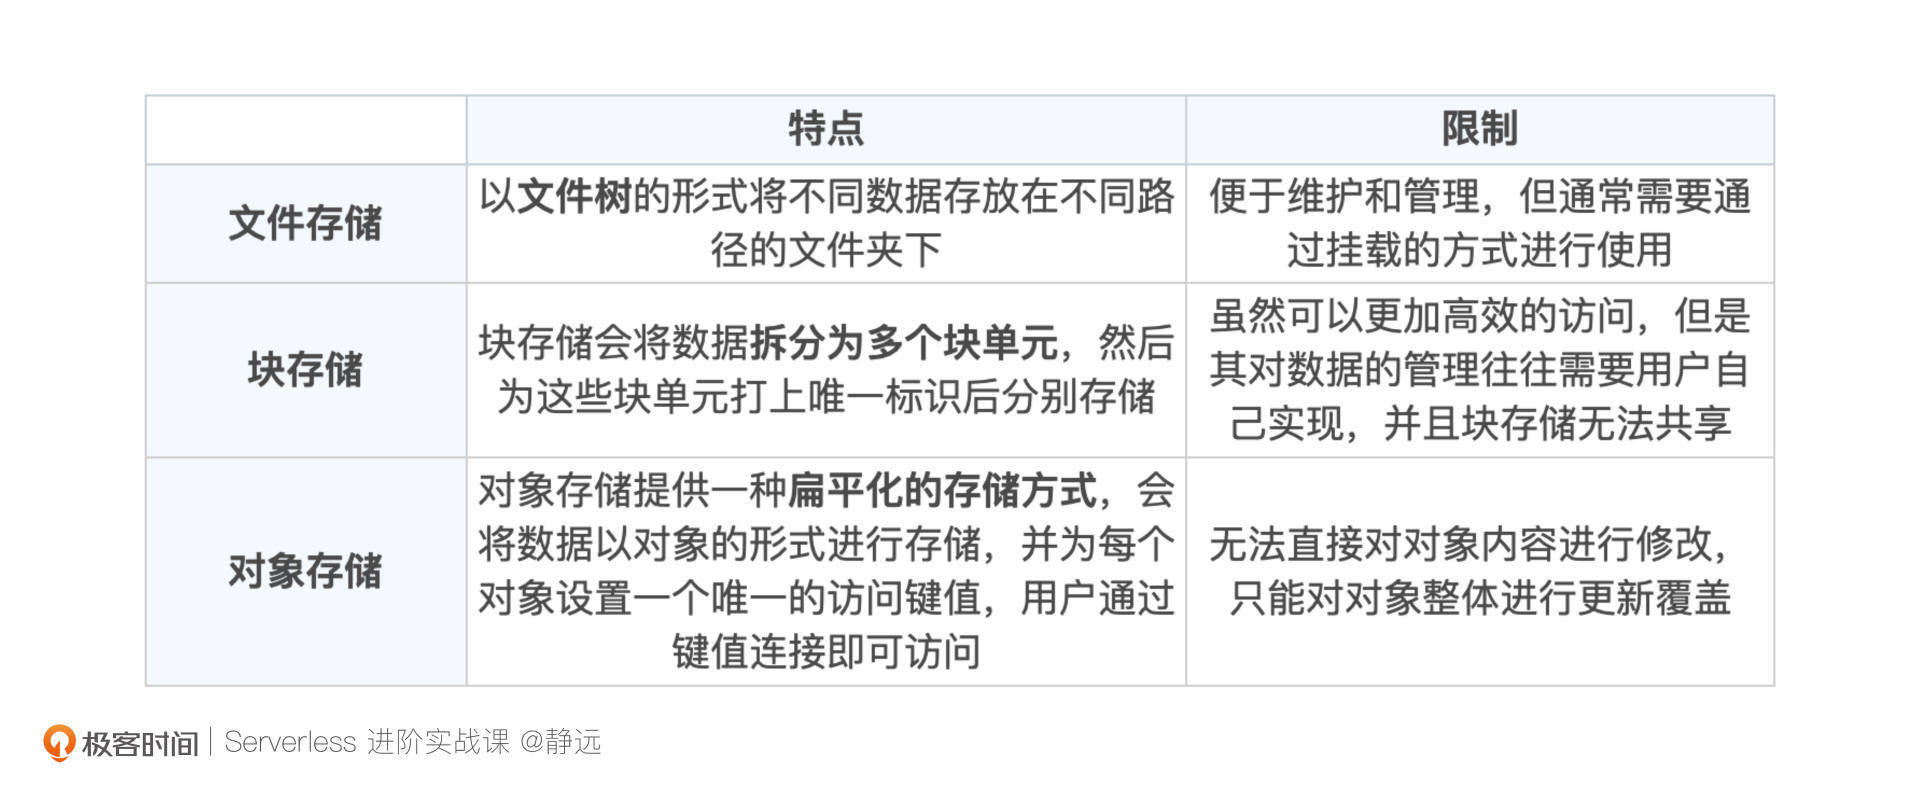 特点
限制
文件存储
以文件树的形式将不同数据存放在不同路
径的文件夹下
便于维护和管理，但通常需要通
过挂载的方式进行使用
块存储
块存储会将数据拆分为多个块单元，然后
为这些块单元打上唯一标识后分别存储
虽然可以更加高效的访问，但是
其对数据的管理往往需要用户自
己实现，并且块存储无法共享
对象存储
对象存储提供一种扁平化的存储方式，会
将数据以对象的形式进行存储，并为每个
对象设置一个唯一的访问键值，用户通过
键值连接即可访问
无法直接对对象内容进行修改，
只能对对象整体进行更新覆盖
极客时间 | Serverless 进阶实战课 @静远